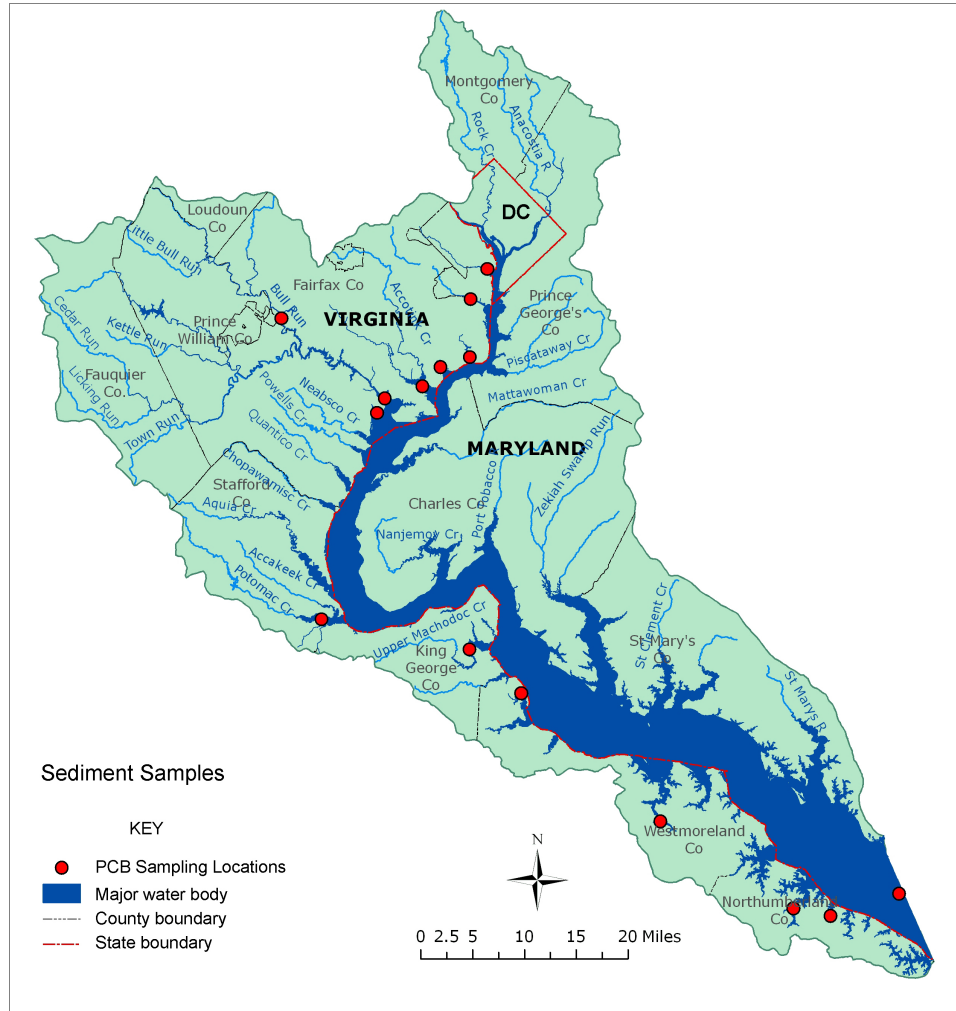 Montgomery
Co
Rock Cr
Anacostia R
Loudoun
Co
DC
Little Bull Run
Fairfax Co
Accotink Cr
Prince
George's
Co
Bull Run
VIRGINIA
Cedar Run
Prince
William Co
Kettle Run
Piscataway Cr
Fauquier
Co.
Licking Run
Neabsco Cr
Powells Cr
Mattawoman Cr
Quantico Cr
Town Run
MARYLAND
Zekiah Swamp Run
Port Tobacco
Chopawamisc Cr
Stafford
Co
Aquia Cr
Charles Co
Nanjemoy Cr
Accakeek Cr
Potomac Cr
Upper Machodoc Cr
St Clement Cr
King
George
Co
St Mary's
Co
St Marys R
Westmoreland
Co
Northumberland
Co
Sediment Samples
KEY
PCB Sampling Locations
Major water body
County boundary
State boundary
N
0 2.5 5 10 15 20 Miles